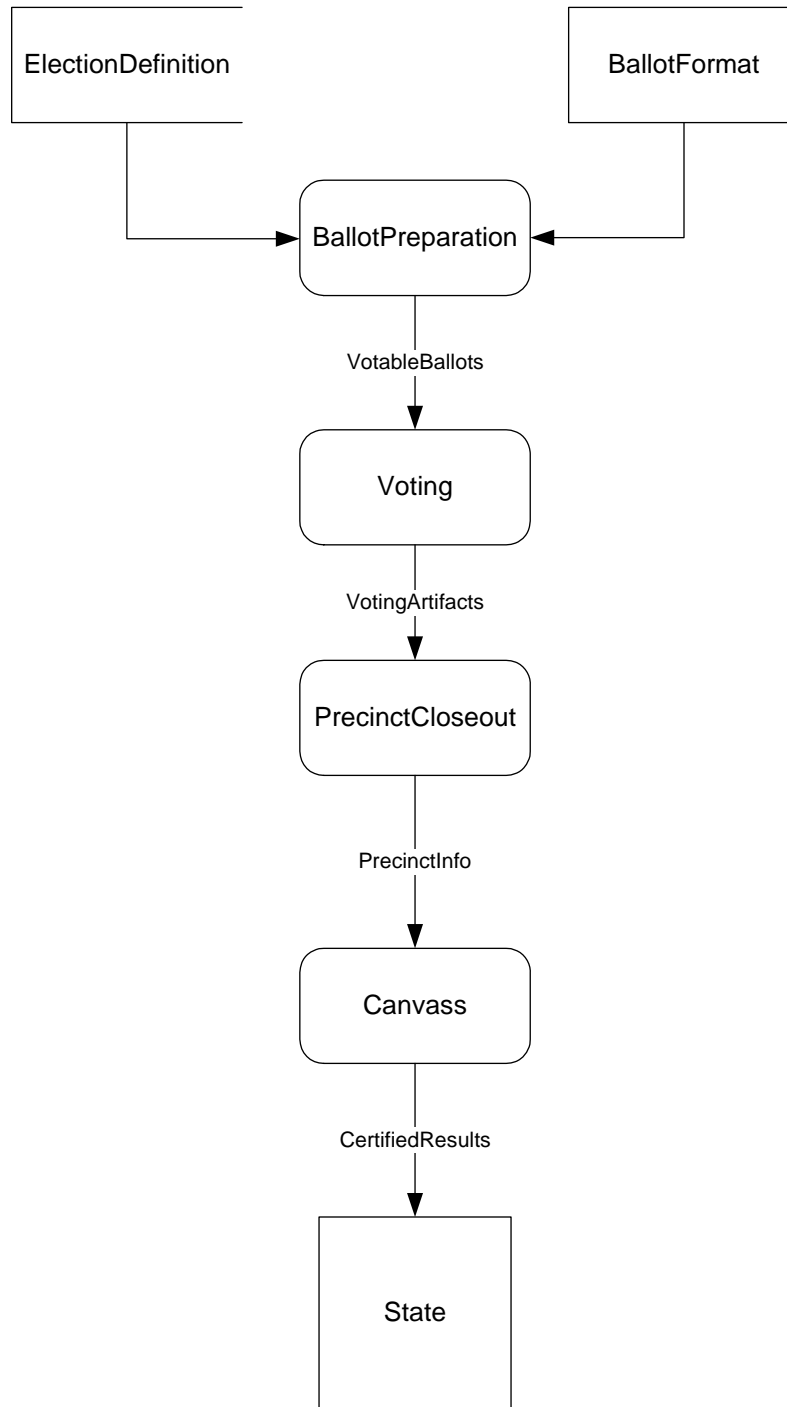 ElectionDefinition
BallotFormat
BallotPreparation
VotableBallots
Voting
VotingArtifacts
PrecinctCloseout
PrecinctInfo
Canvass
CertifiedResults
State